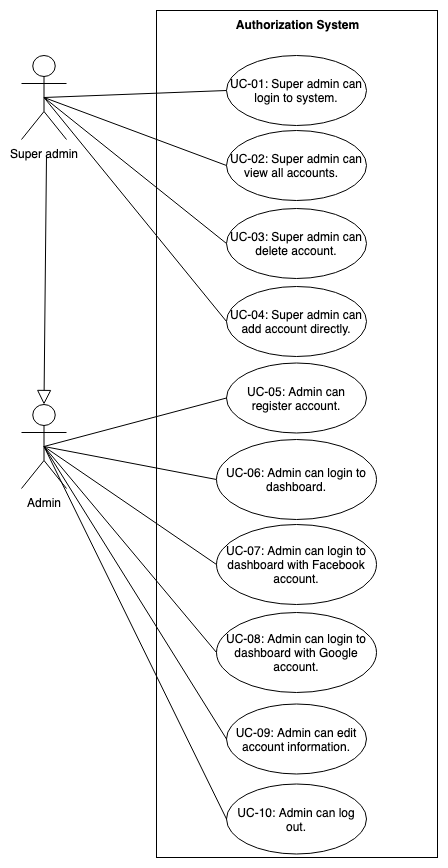 Authorization System
UC-01: Super admin can
login to system.
Super admin
UC-02: Super admin can
view all accounts.
UC-03: Super admin can
delete account.
UC-04: Super admin can
add account directly.
UC-05: Admin can
register account.
Admin
UC-06: Admin can login to
dashboard.
UC-07: Admin can login to
dashboard with Facebook
account.
UC-08: Admin can login to
dashboard with Google
account.
UC-09: Admin can edit
account information.
UC-10: Admin can log
out.